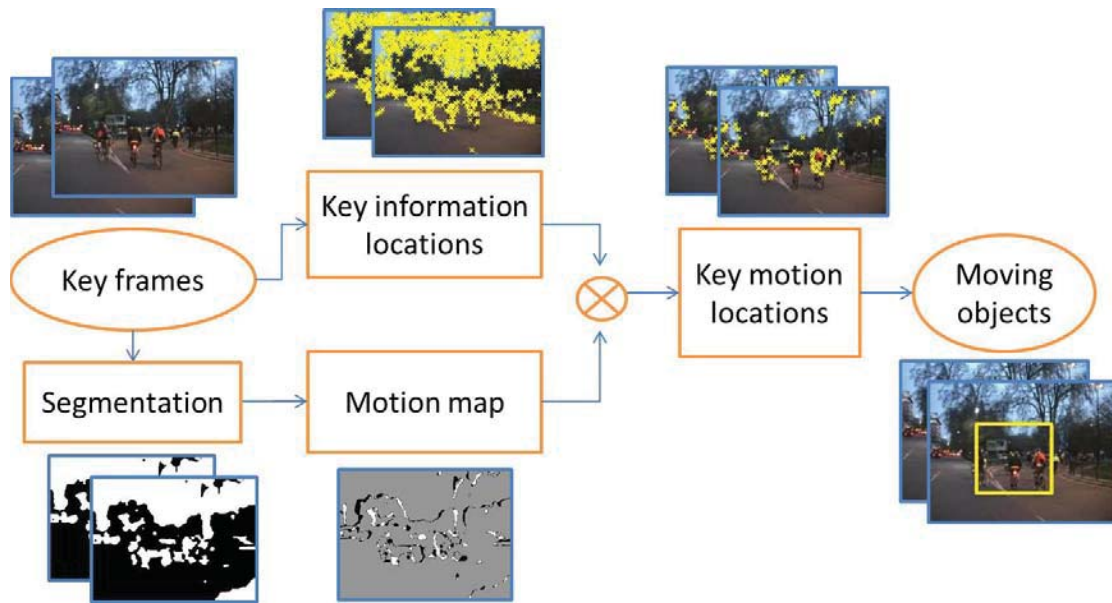 Key frames
Key information
locations
Segmentation
Motion map
Key motion
locations
Moving
objects